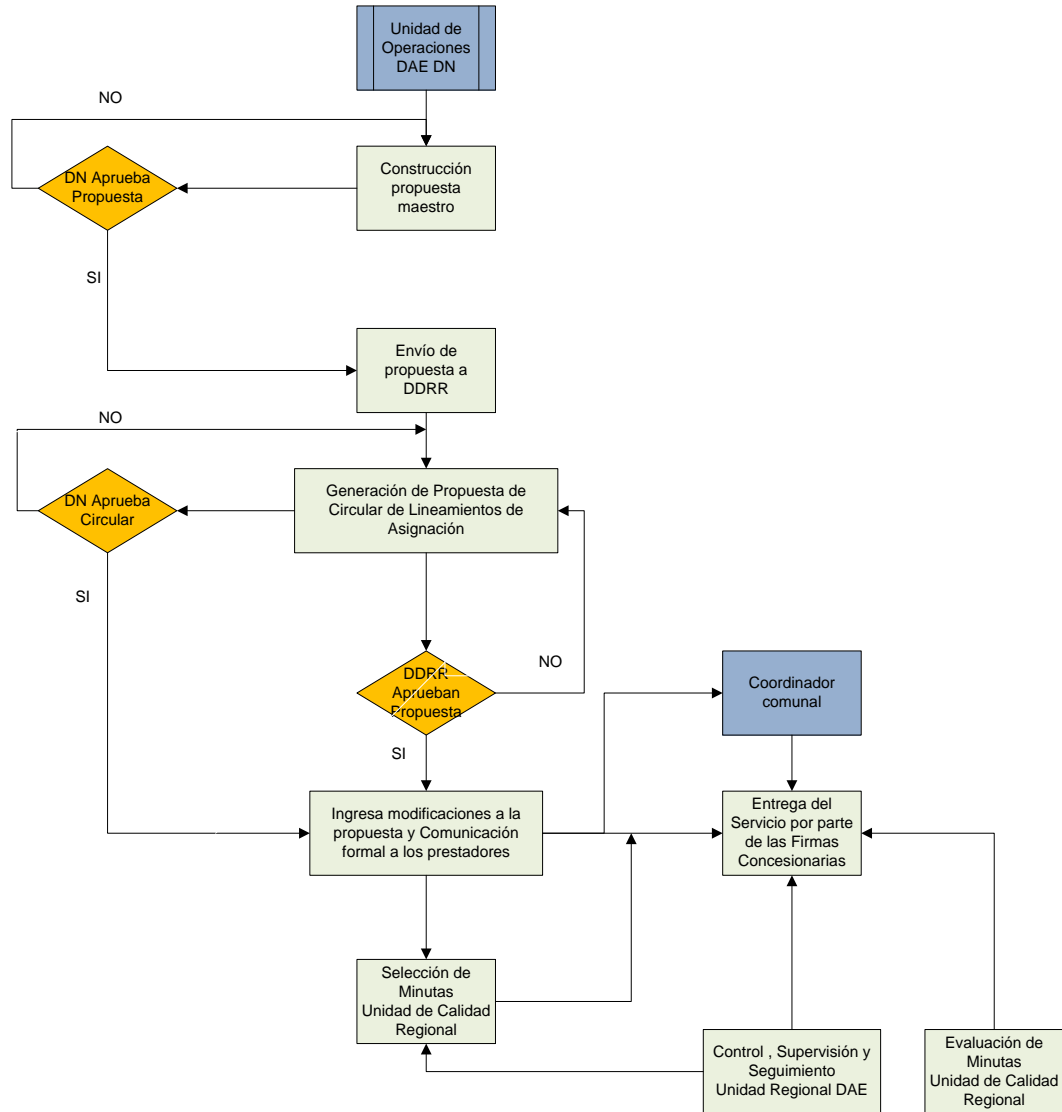 Unidad de
Operaciones
DAE DN
NO
DN Aprueba
Propuesta
Construcción
propuesta
maestro
SI
Envío de
propuesta a
DDRR
NO
DN Aprueba
Circular
Generación de Propuesta de
Circular de Lineamientos de
Asignación
SI
DDRR
Aprueban
Propuesta
NO
SI
Coordinador
comunal
Ingresa modificaciones a la
propuesta y Comunicación
formal a los prestadores
Entrega del
Servicio por parte
de las Firmas
Concesionarias
Selección de
Minutas
Unidad de Calidad
Regional
Control , Supervisión y
Seguimiento
Unidad Regional DAE
Evaluación de
Minutas
Unidad de Calidad
Regional